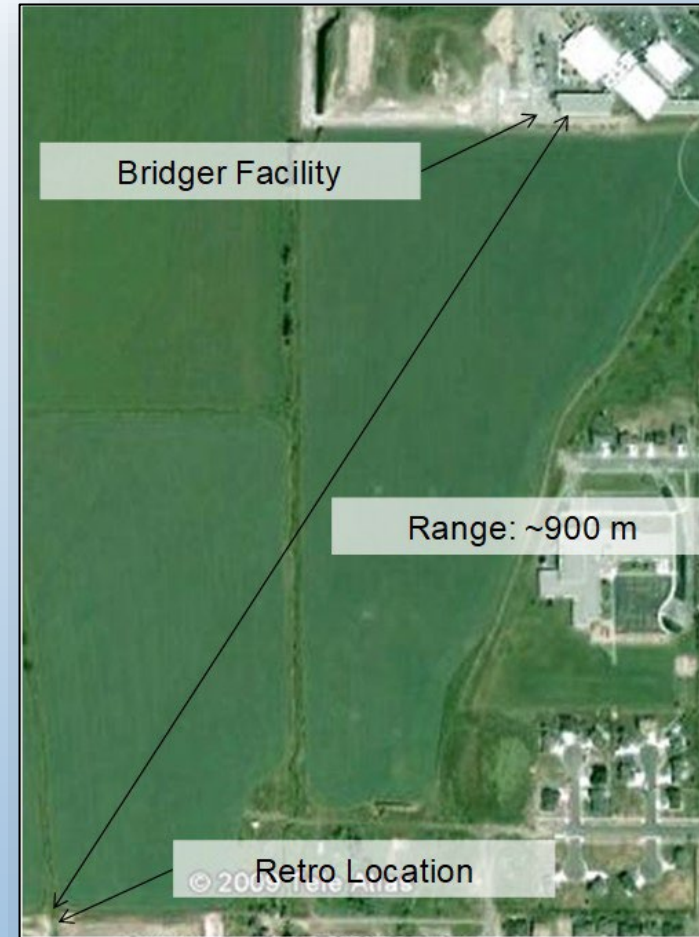 Bridger Facility
Range: ~900 m
Retro Location
© 2009 Tele Atlas